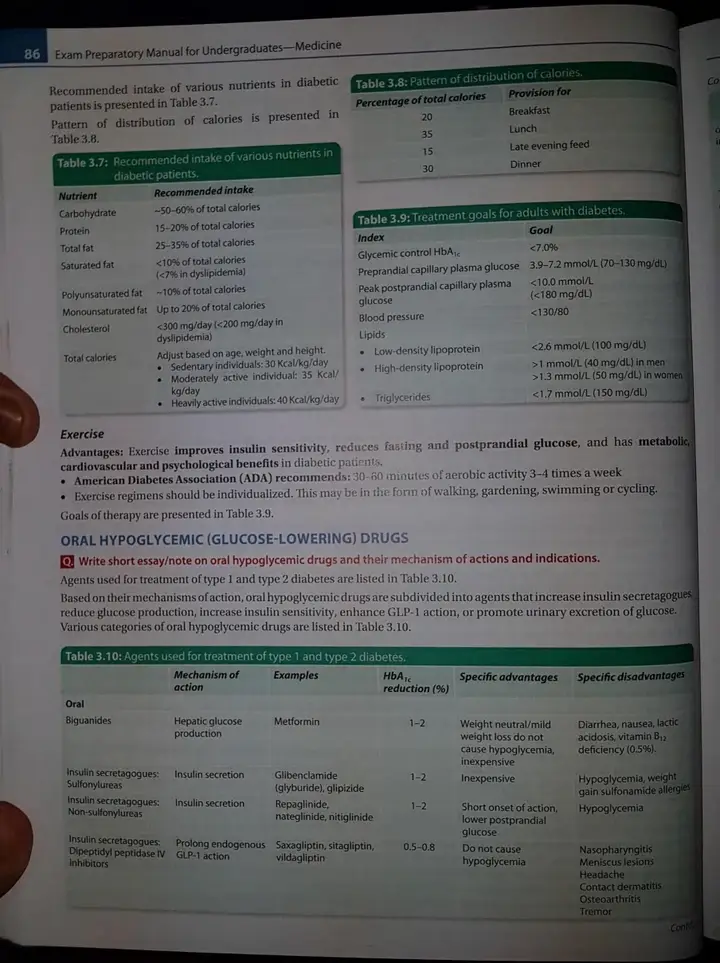 86 Exam Preparatory Manual for Undergraduates—Medicine
Recommended intake of various nutrients in diabetic
patients is presented in Table 3.7.
Pattern of distribution of calories is presented in
Table 3.8.
Table 3.7: Recommended intake of various nutrients in
diabetic patients.
Nutrient Recommended intake
Carbohydrate ~50–60% of total calories
Protein 15–20% of total calories
Total fat 25–35% of total calories
Saturated fat <10% of total calories
(<7% in dyslipidemia)
Polyunsaturated fat ~10% of total calories
Monounsaturated fat Up to 20% of total calories
Cholesterol <300 mg/day (<200 mg/day in
dyslipidemia)
Total calories Adjust based on age, weight and height.
• Sedentary individuals: 30 Kcal/kg/day
• Moderately active individual: 35 Kcal/
kg/day
• Heavily active individuals: 40 Kcal/kg/day
Table 3.8: Pattern of distribution of calories.
Percentage of total calories Provision for
20 Breakfast
35 Lunch
15 Late evening feed
30 Dinner
Table 3.9: Treatment goals for adults with diabetes.
Index Goal
Glycemic control HbA1c <7.0%
Preprandial capillary plasma glucose 3.9–7.2 mmol/L (70–130 mg/dL)
Peak postprandial capillary plasma <10.0 mmol/L
glucose (<180 mg/dL)
Blood pressure <130/80
Lipids
• Low-density lipoprotein <2.6 mmol/L (100 mg/dL)
• High-density lipoprotein >1 mmol/L (40 mg/dL) in men
>1.3 mmol/L (50 mg/dL) in women
• Triglycerides <1.7 mmol/L (150 mg/dL)
Exercise
Advantages: Exercise improves insulin sensitivity, reduces fasting and postprandial glucose, and has metabolic,
cardiovascular and psychological benefits in diabetic patients.
• American Diabetes Association (ADA) recommends: 30–60 minutes of aerobic activity 3–4 times a week
• Exercise regimens should be individualized. This may be in the form of walking, gardening, swimming or cycling.
Goals of therapy are presented in Table 3.9.
ORAL HYPOGLYCEMIC (GLUCOSE-LOWERING) DRUGS
Q. Write short essay/note on oral hypoglycemic drugs and their mechanism of actions and indications.
Agents used for treatment of type 1 and type 2 diabetes are listed in Table 3.10.
Based on their mechanisms of action, oral hypoglycemic drugs are subdivided into agents that increase insulin secretagogues,
reduce glucose production, increase insulin sensitivity, enhance GLP-1 action, or promote urinary excretion of glucose.
Various categories of oral hypoglycemic drugs are listed in Table 3.10.
Table 3.10: Agents used for treatment of type 1 and type 2 diabetes.
Mechanism of Examples HbA1c Specific advantages Specific disadvantages
action reduction (%)
Oral
Biguanides Hepatic glucose Metformin 1–2 Weight neutral/mild Diarrhea, nausea, lactic
production weight loss do not acidosis, vitamin B12
cause hypoglycemia, deficiency (0.5%).
inexpensive
Insulin secretagogues: Insulin secretion Glibenclamide 1–2 Inexpensive Hypoglycemia, weight
Sulfonylureas (glyburide), glipizide gain sulfonamide allergies
Insulin secretagogues: Insulin secretion Repaglinide, 1–2 Short onset of action, Hypoglycemia
Non-sulfonylureas nateglinide, nitiglinide lower postprandial
glucose
Insulin secretagogues: Prolong endogenous Saxagliptin, sitagliptin, 0.5–0.8 Do not cause Nasopharyngitis
Dipeptidyl peptidase IV GLP-1 action vildagliptin hypoglycemia Meniscus lesions
inhibitors Headache
Contact dermatitis
Osteoarthritis
Tremor